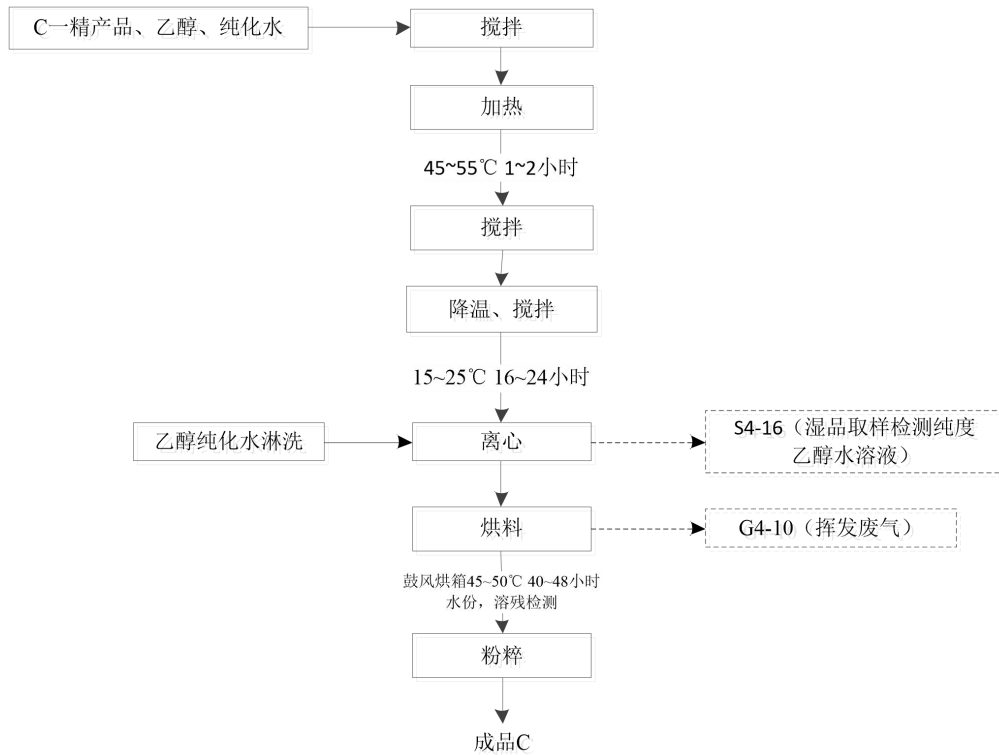 C一精产品、乙醇、纯化水
搅拌
加热
45~55℃ 1~2小时
搅拌
降温、搅拌
15~25℃ 16~24小时
乙醇纯化水淋洗
离心
S4-16（湿品取样检测纯度
乙醇水溶液）
烘料
G4-10（挥发废气）
鼓风烘箱45~50℃ 40~48小时
水份，溶残检测
粉粹
成品C